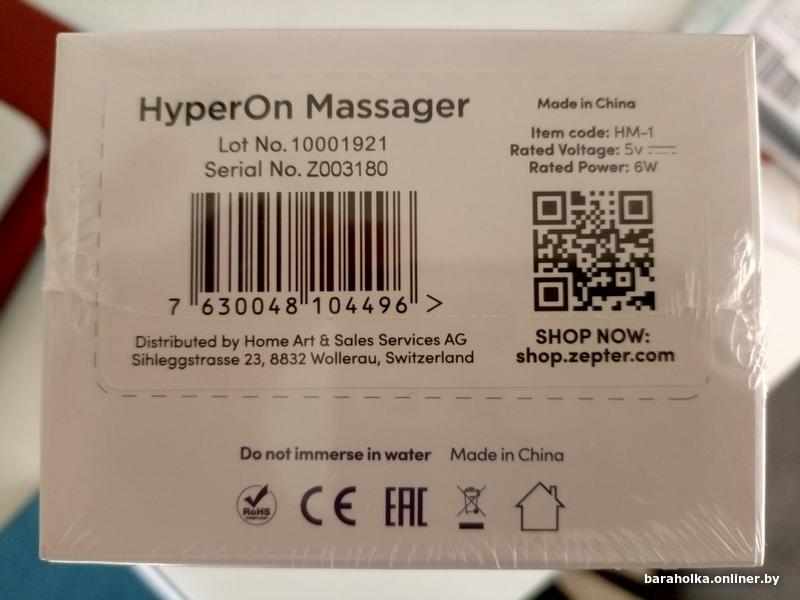 HyperOn Massager
Lot No. 10001921
Serial No. Z003180
7 630048 104496 >
Distributed by Home Art & Sales Services AG
Sihleggstrasse 23, 8832 Wollerau, Switzerland
Made in China
Item code: HM-1
Rated Voltage: 5v
Rated Power: 6W
SHOP NOW:
shop.zepter.com
Do not immerse in water Made in China
RoHS
COMPLIANT
CE EAC
baraholka.onliner.by